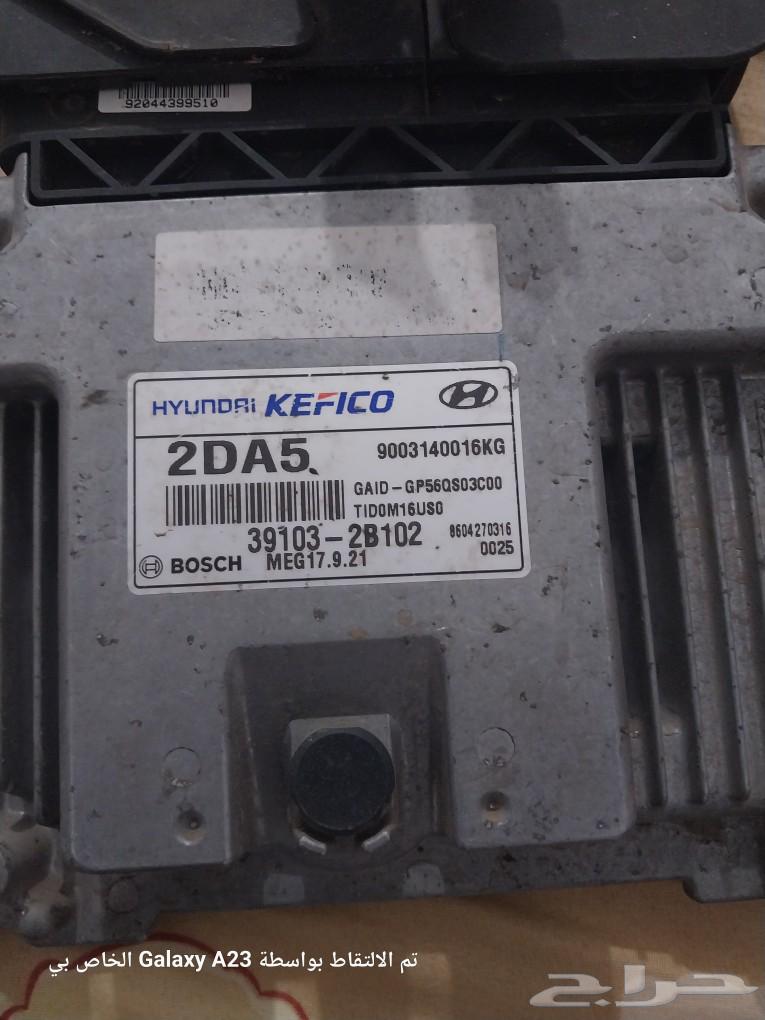 92044399510
HYUNDAI KEFICO
2DA5
9003140016KG
GAID-GP56QS03C00
TID0M16US0
39103-2B102
8604270316
BOSCH MEG17.9.21
0025
تم الالتقاط بواسطة Galaxy A23 الخاص بي
حراج